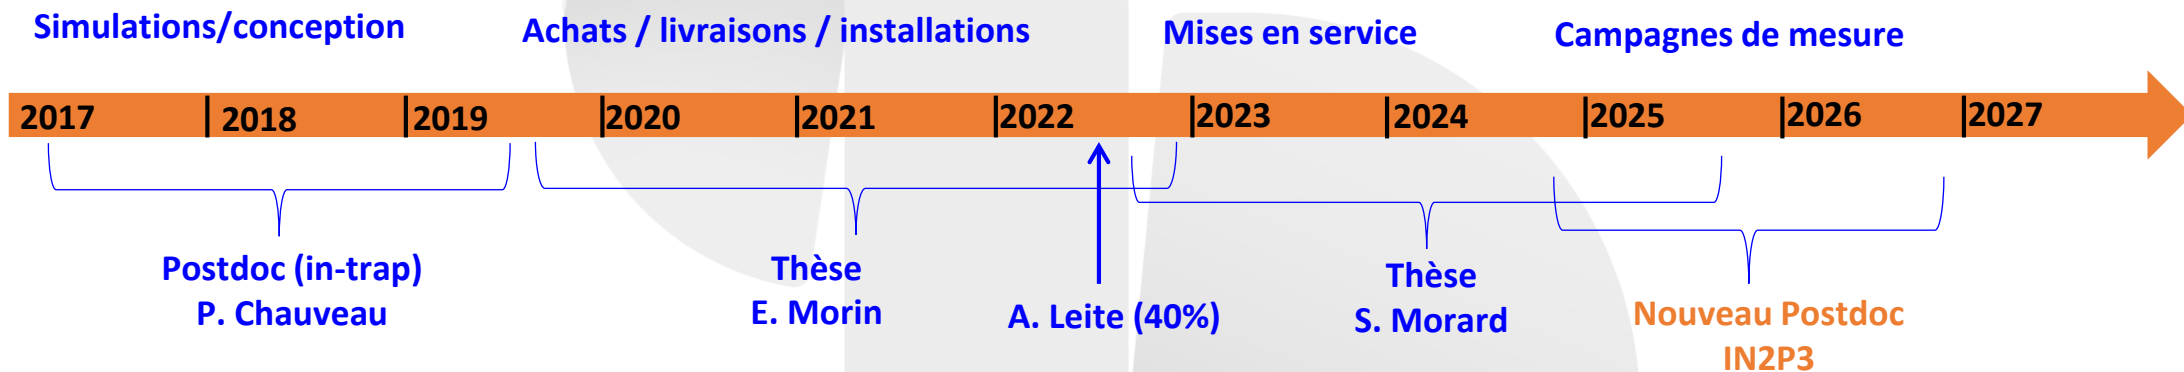 Simulations/conception
Achats / livraisons / installations
Mises en service
Campagnes de mesure
2017
2018
2019
2020
2021
2022
2023
2024
2025
2026
2027
Postdoc (in-trap)
P. Chauveau
Thèse
E. Morin
A. Leite (40%)
Thèse
S. Morard
Nouveau Postdoc
IN2P3